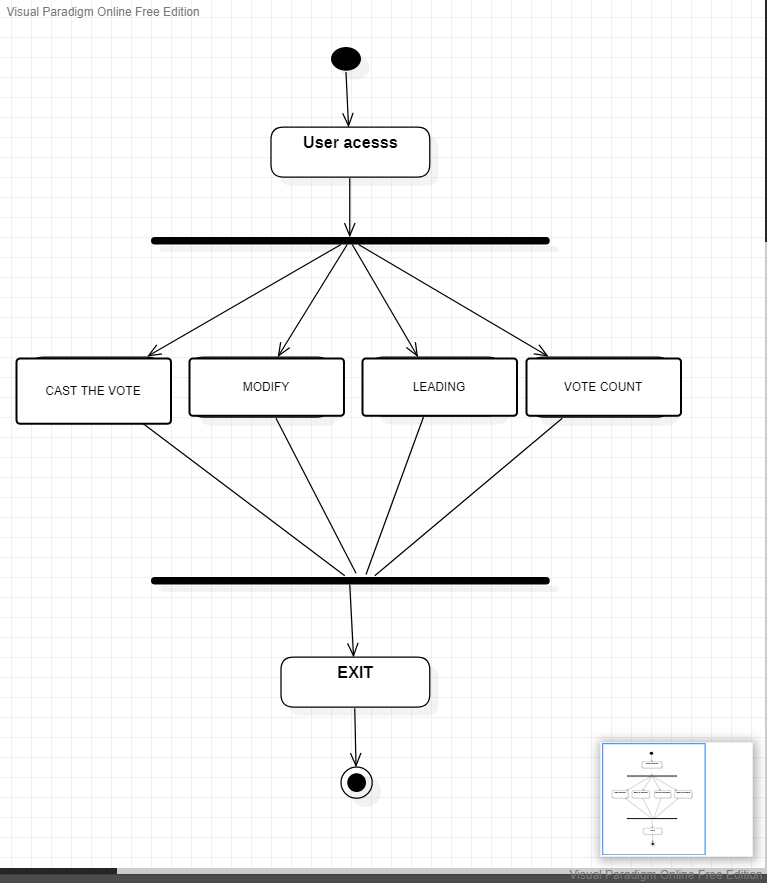 Visual Paradigm Online Free Edition
User acesss
CAST THE VOTE
MODIFY
LEADING
VOTE COUNT
EXIT
Visual Paradigm Online Free Edition